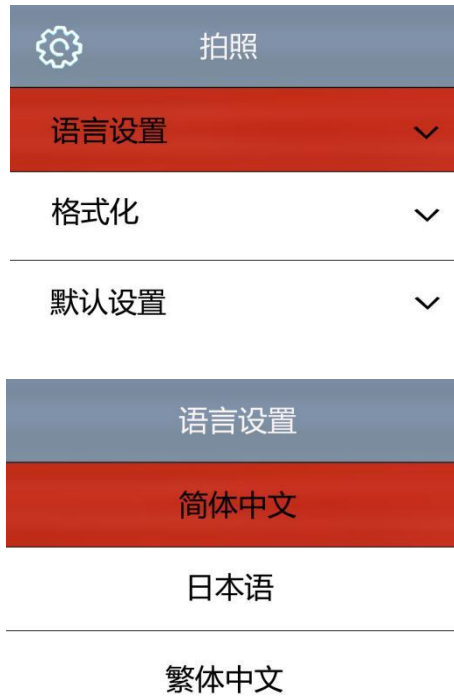 拍照
语言设置
格式化
默认设置
语言设置
简体中文
日本语
繁体中文